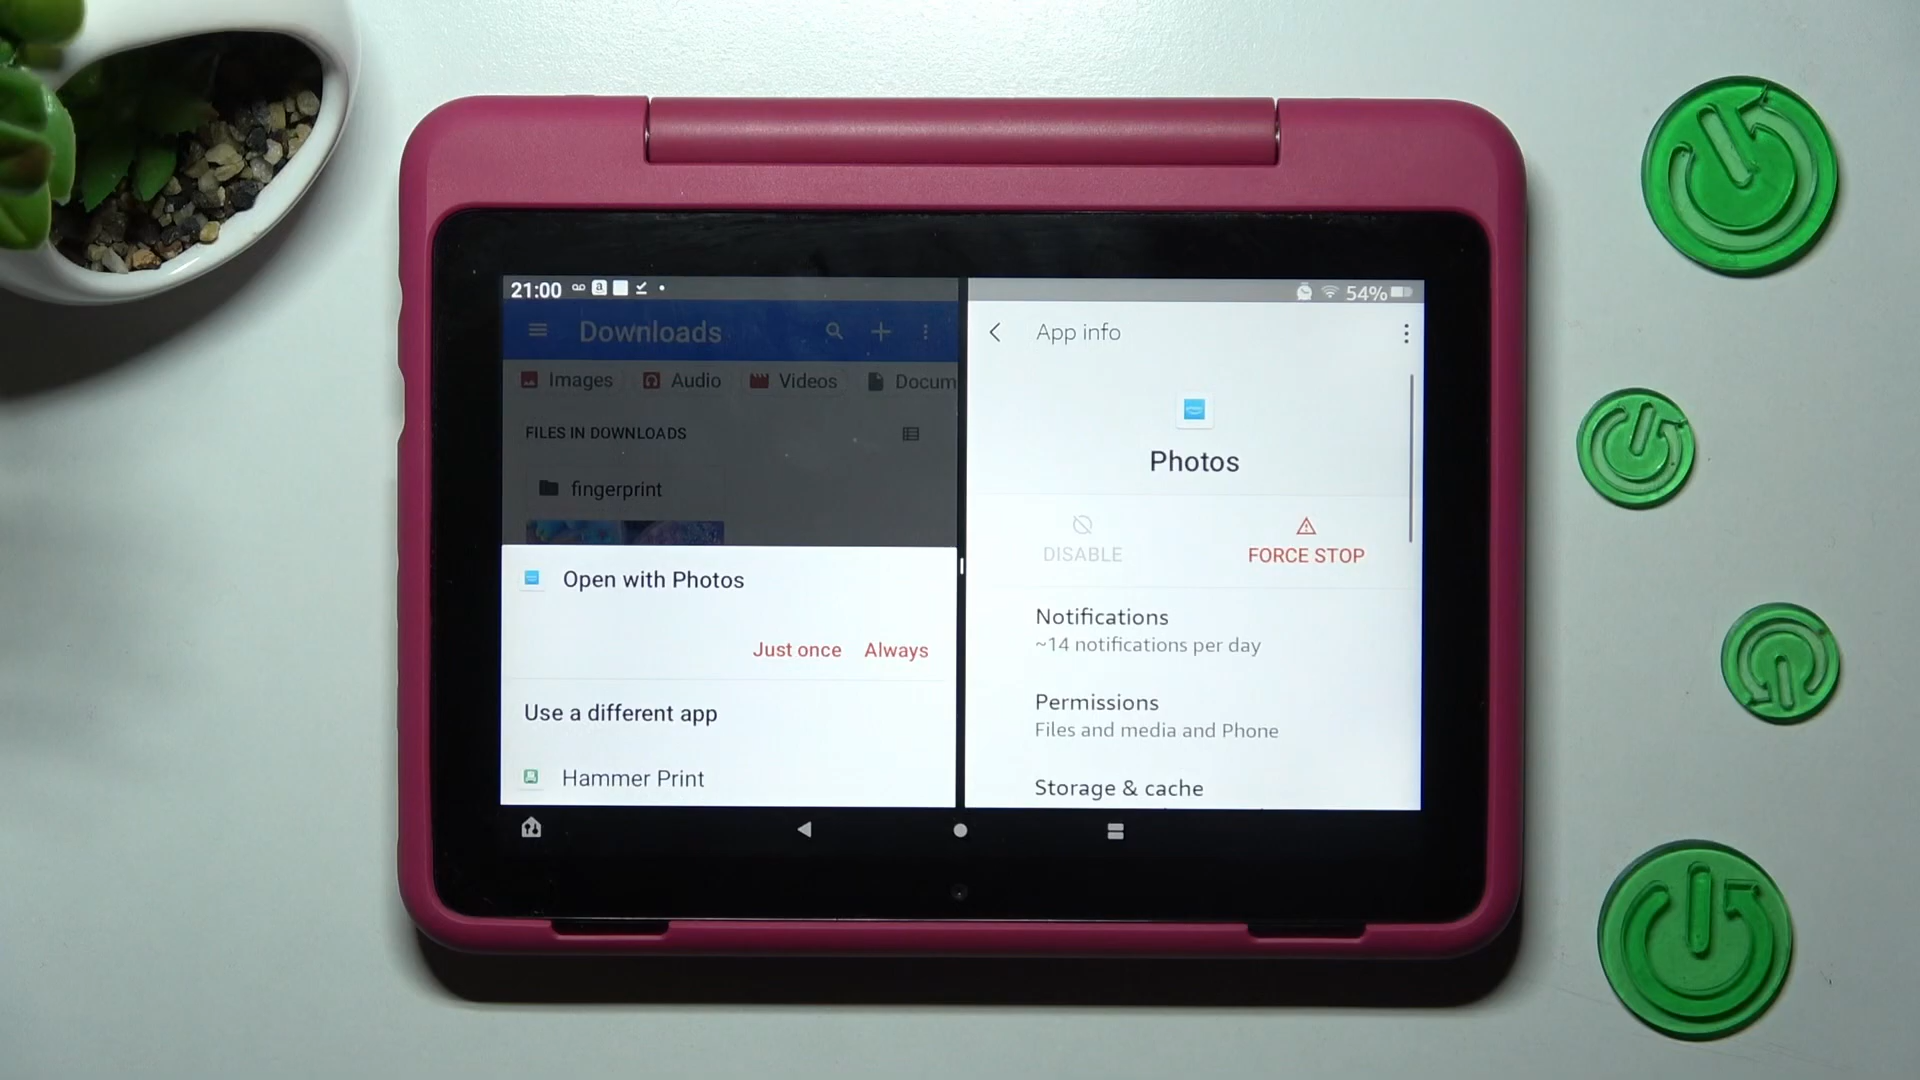 21:00
54%
Downloads
Images Audio Videos Docum
FILES IN DOWNLOADS
fingerprint
Open with Photos
Just once Always
Use a different app
Hammer Print
App info
Photos
DISABLE FORCE STOP
Notifications
~14 notifications per day
Permissions
Files and media and Phone
Storage & cache